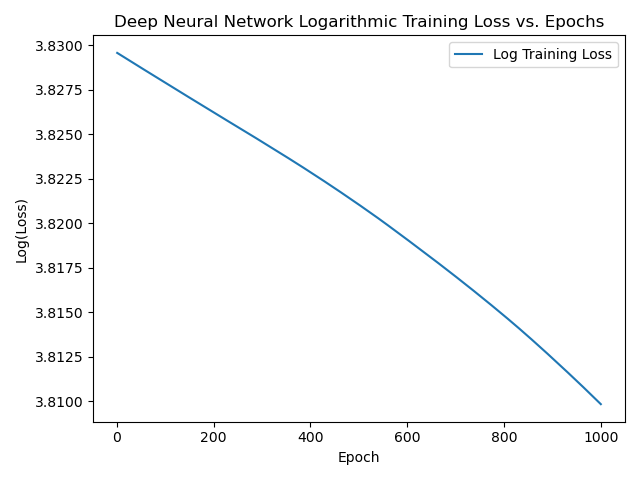 Deep Neural Network Logarithmic Training Loss vs. Epochs
Log Training Loss
Log(Loss)
3.8300
3.8275
3.8250
3.8225
3.8200
3.8175
3.8150
3.8125
3.8100
0 200 400 600 800 1000
Epoch